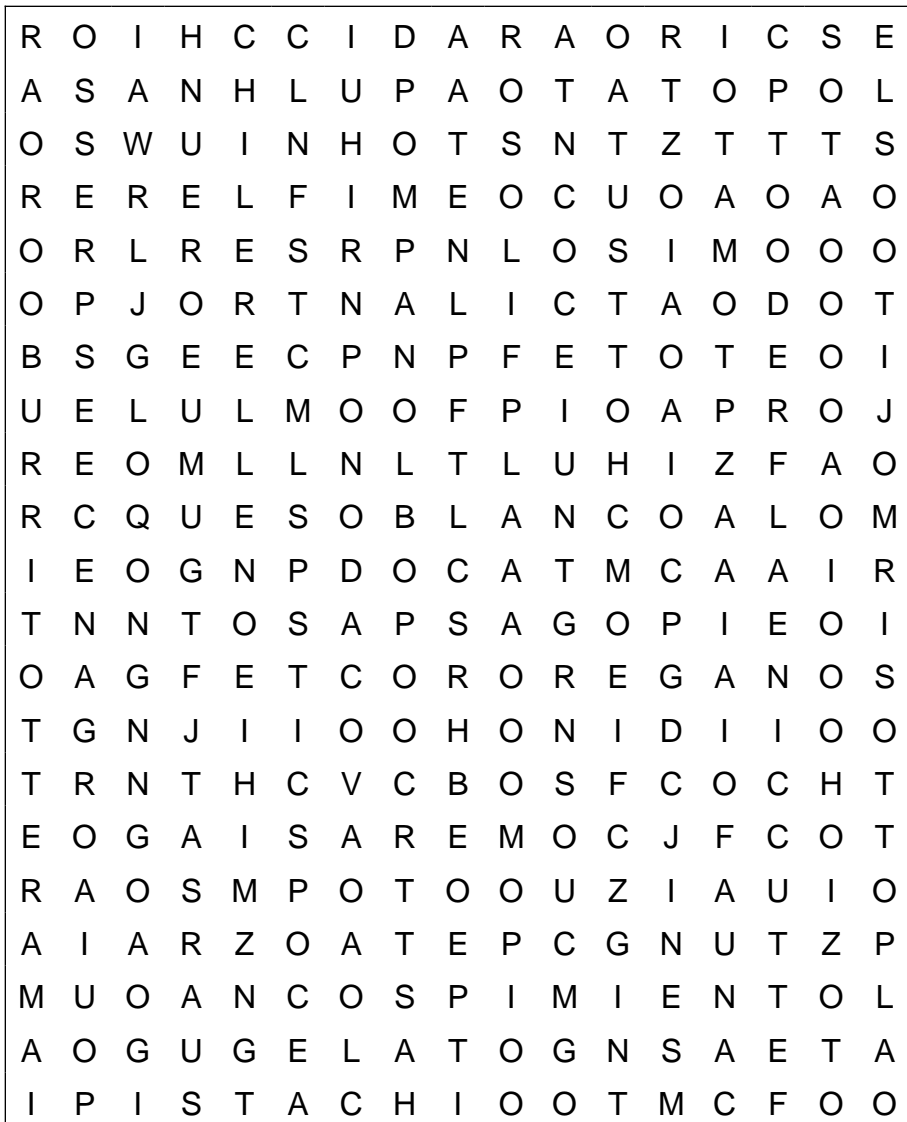 R O I H C C I D A R A O R I C S E
A S A N H L U P A O T A T O P O L
O S W U I N H O T S N T Z T T T S
R E R E L F I M E O C U O A O A O
O R L R E S R P N L O S I M O O O
O P J O R T N A L I C T A O D O T
B S G E E C P N P F E T O T E O I
U E L U L M O O F P I O A P R O J
R E O M L L N L T L U H I Z F A O
R C Q U E S O B L A N C O A L O M
I E O G N P D O C A T M C A A I R
T N N T O S A P S A G O P I E O I
O A G F E T C O R O R E G A N O S
T G N J I I O O H O N I D I I O O
T R N T H C V C B O S F C O C H T
E O G A I S A R E M O C J F C O T
R A O S M P O T O O U Z I A U I O
A I A R Z O A T E P C G N U T Z P
M U O A N C O S P I M I E N T O L
A O G U G E L A T O G N S A E T A
I P I S T A C H I O O T M C F O O